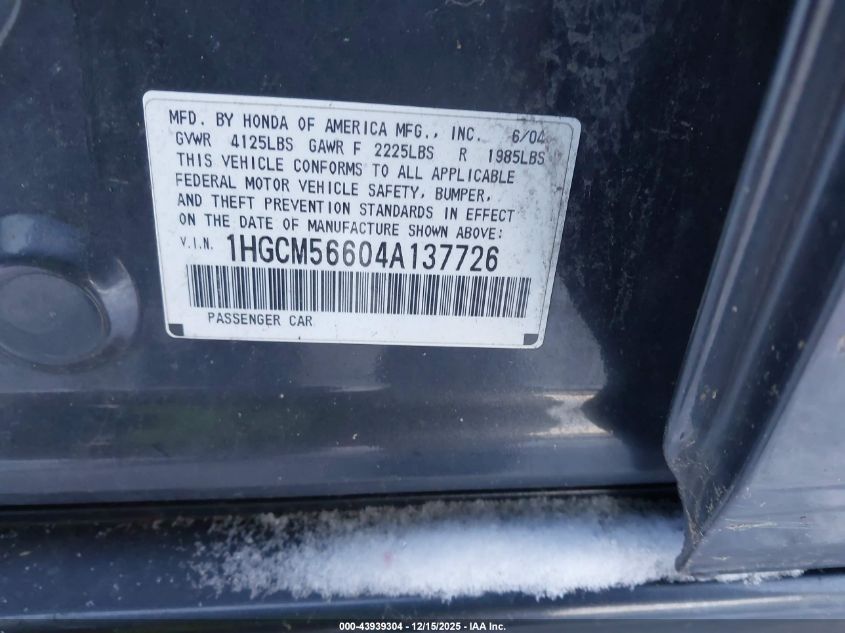 MFD. BY HONDA OF AMERICA MFG., INC. 6/04
GVWR 4125LBS GAWR F 2225LBS R 1985LBS
THIS VEHICLE CONFORMS TO ALL APPLICABLE
FEDERAL MOTOR VEHICLE SAFETY, BUMPER,
AND THEFT PREVENTION STANDARDS IN EFFECT
ON THE DATE OF MANUFACTURE SHOWN ABOVE:
V.I.N. 1HGCM56604A137726
PASSENGER CAR
000-43939304 - 12/15/2025 - IAA Inc.